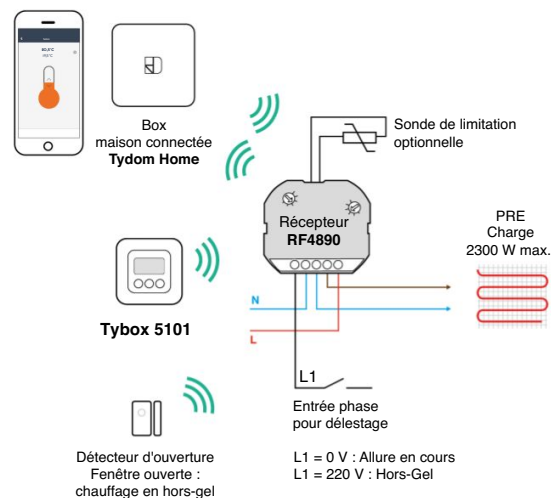 Box
maison connectée
Tydom Home
Sonde de limitation
optionnelle
Récepteur
RF4890
PRE
Charge
2300 W max.
Tybox 5101
N
L
L1
Entrée phase
pour délestage
L1 = 0 V : Allure en cours
L1 = 220 V : Hors-Gel
Détecteur d'ouverture
Fenêtre ouverte :
chauffage en hors-gel